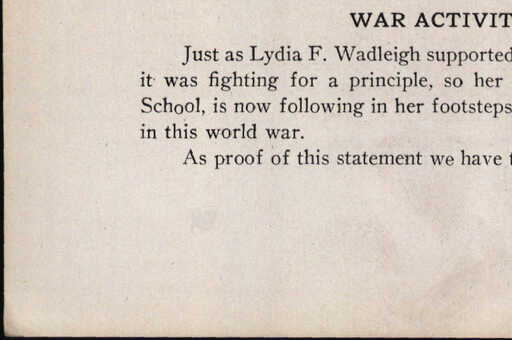 WAR ACTIVIT
Just as Lydia F. Wadleigh supported
it was fighting for a principle, so her
School, is now following in her footsteps
in this world war.
As proof of this statement we have t